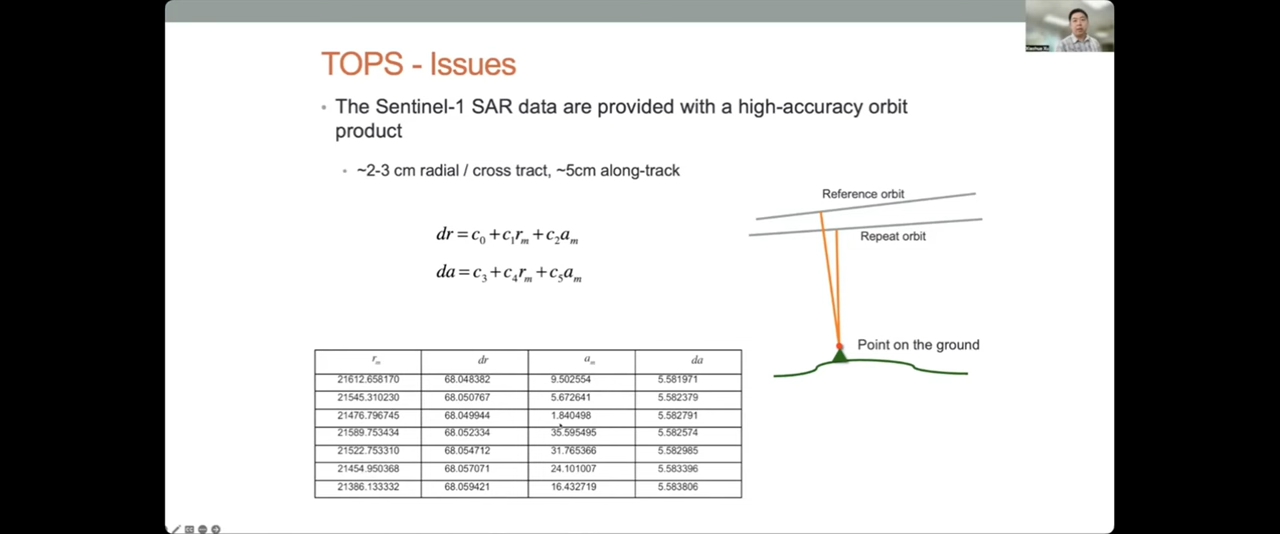 TOPS - Issues
• The Sentinel-1 SAR data are provided with a high-accuracy orbit
product
• ~2-3 cm radial / cross tract, ~5cm along-track
dr = c₀ + c₁rₘ + c₂aₘ
da = c₃ + c₄rₘ + c₅aₘ
Reference orbit
Repeat orbit
Point on the ground
rₘ dr aₘ da
21612.658170 68.048382 9.502554 5.581971
21545.310230 68.050767 5.672641 5.582379
21476.796745 68.049944 1.840498 5.582791
21589.753434 68.052334 35.595495 5.582574
21522.753310 68.054712 31.765366 5.582985
21454.950368 68.057071 24.101007 5.583396
21386.133332 68.059421 16.432719 5.583806